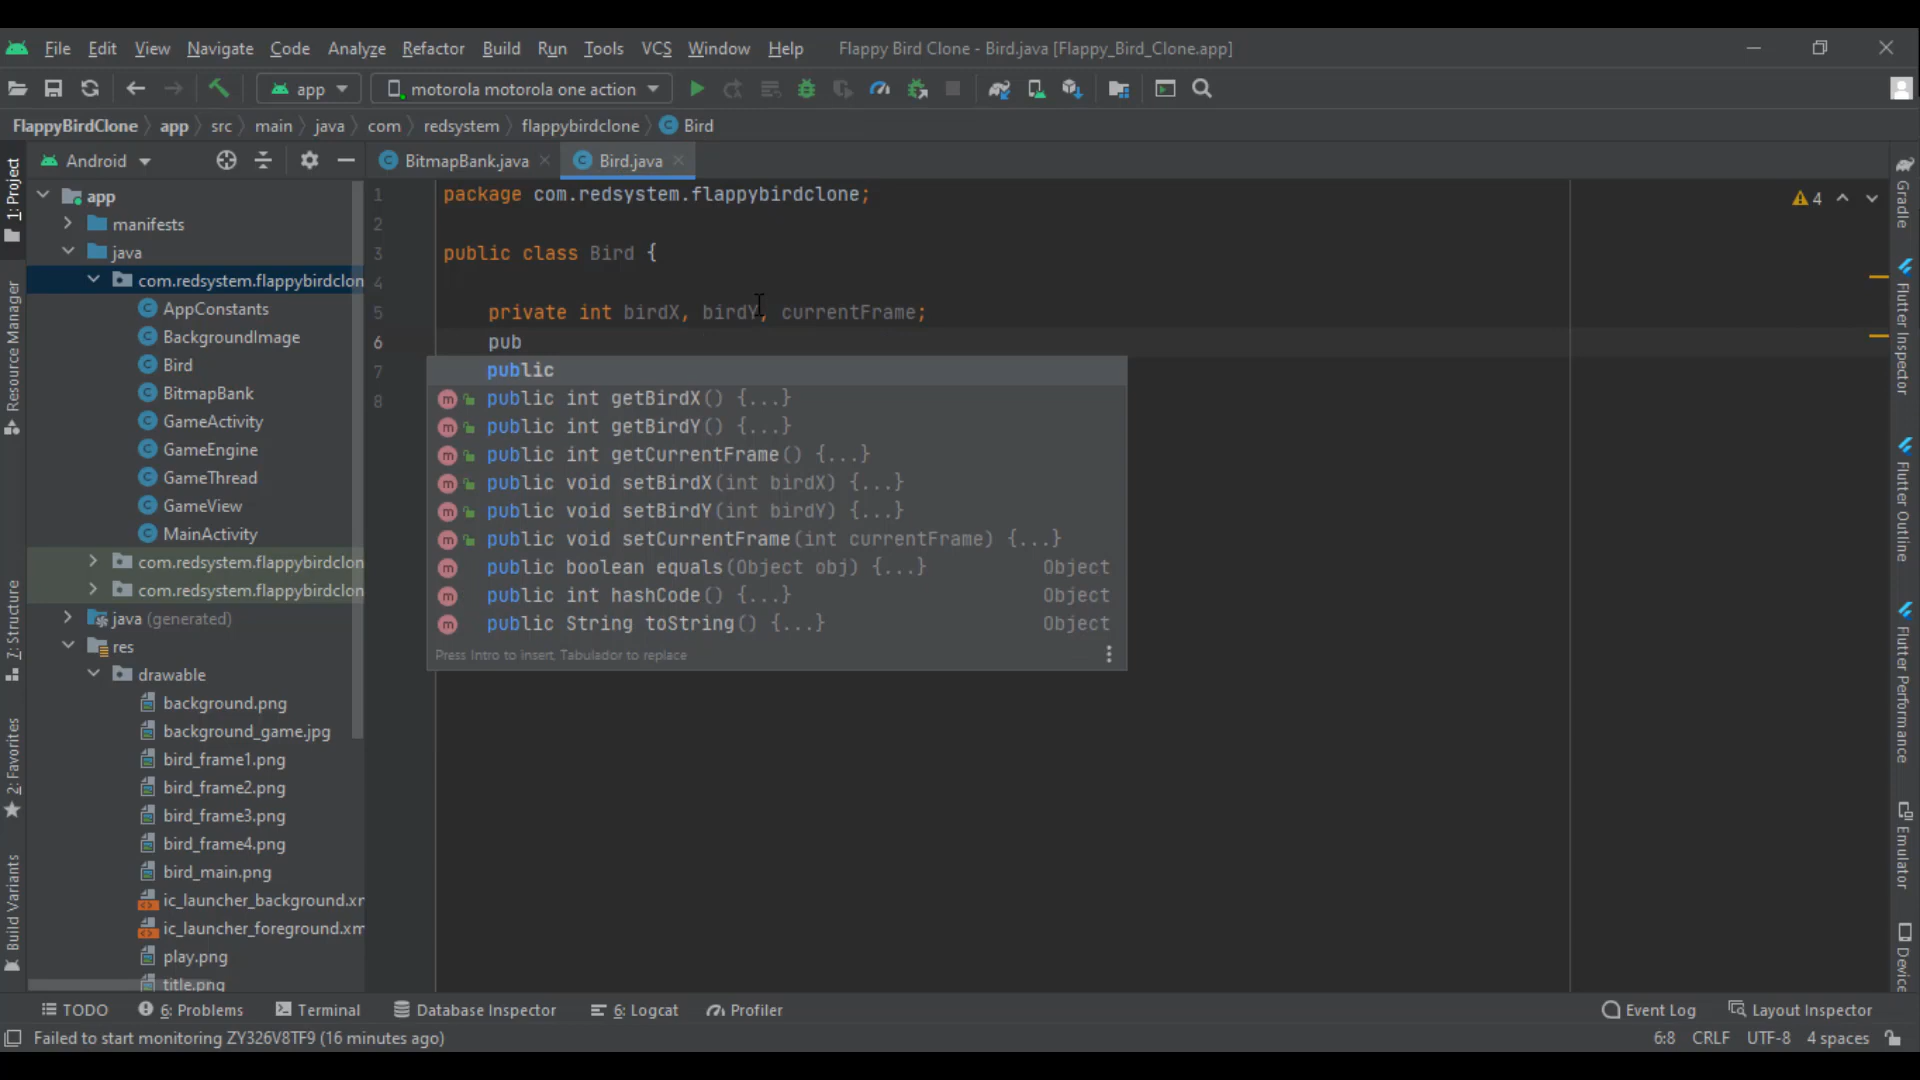 File Edit View Navigate Code Analyze Refactor Build Run Tools VCS Window Help Flappy Bird Clone - Bird.java [Flappy_Bird_Clone.app]
app motorola motorola one action
FlappyBirdClone app src main java com redsystem flappybirdclone Bird
Android
BitmapBank.java Bird.java
1: Project
Resource Manager
7: Structure
2: Favorites
Build Variants
app
manifests
java
com.redsystem.flappybirdclon
AppConstants
BackgroundImage
Bird
BitmapBank
GameActivity
GameEngine
GameThread
GameView
MainActivity
com.redsystem.flappybirdclon
com.redsystem.flappybirdclon
java (generated)
res
drawable
background.png
background_game.jpg
bird_frame1.png
bird_frame2.png
bird_frame3.png
bird_frame4.png
bird_main.png
ic_launcher_background.xr
ic_launcher_foreground.xm
play.png
title.png
1 package com.redsystem.flappybirdclone;
2
3 public class Bird {
4
5 private int birdX, birdY, currentFrame;
6 pub
7
8
4
public
m public int getBirdX() {...}
m public int getBirdY() {...}
m public int getCurrentFrame() {...}
m public void setBirdX(int birdX) {...}
m public void setBirdY(int birdY) {...}
m public void setCurrentFrame(int currentFrame) {...}
m public boolean equals(Object obj) {...} Object
m public int hashCode() {...} Object
m public String toString() {...} Object
Press Intro to insert, Tabulador to replace
Gradle
Flutter Inspector
Flutter Outline
Flutter Performance
Emulator
Device
TODO 6: Problems Terminal Database Inspector 6: Logcat Profiler Event Log Layout Inspector
Failed to start monitoring ZY326V8TF9 (16 minutes ago) 6:8 CRLF UTF-8 4 spaces